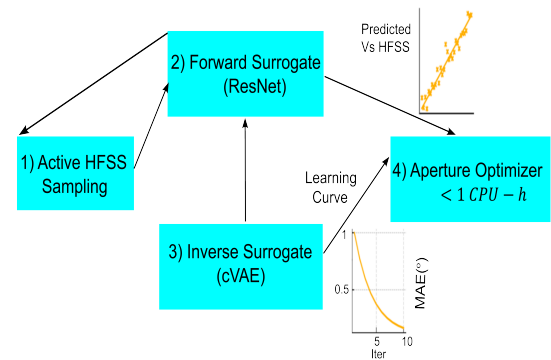 Predicted
Vs HFSS
2) Forward Surrogate
(ResNet)
1) Active HFSS
Sampling
Learning
Curve
4) Aperture Optimizer
< 1 CPU − h
3) Inverse Surrogate
(cVAE)
1
0.5
MAE(°)
5
10
Iter